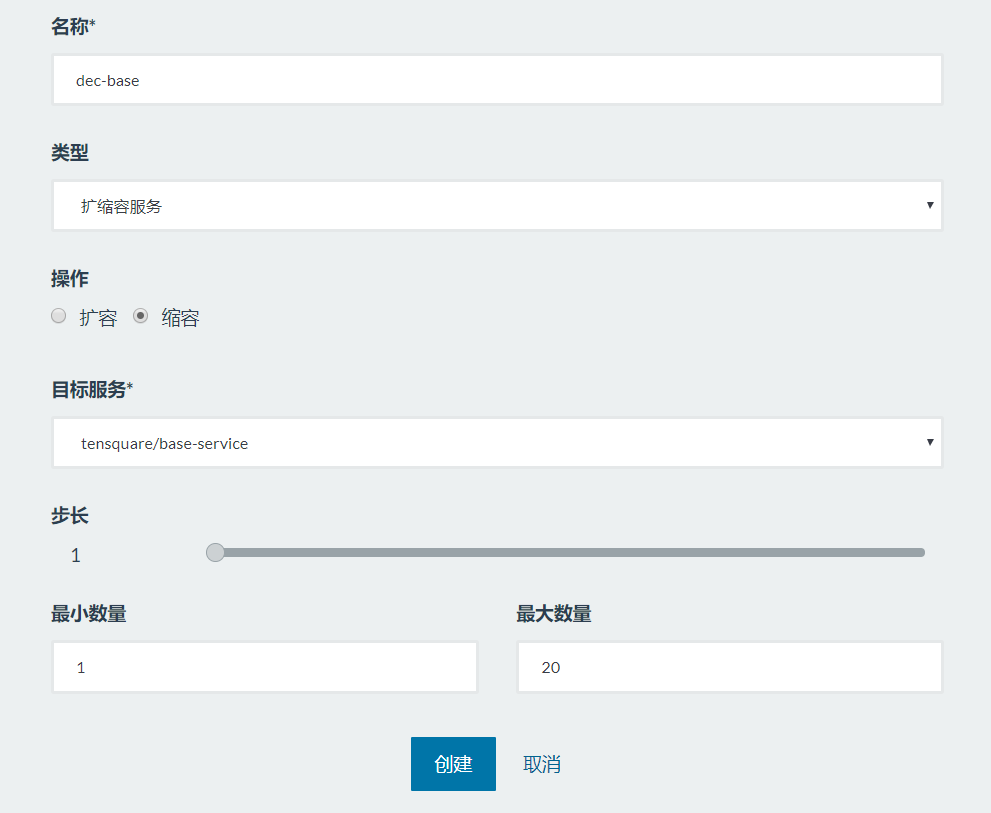 名称*
dec-base
类型
扩缩容服务
操作
扩容 缩容
目标服务*
tensquare/base-service
步长
1
最小数量 最大数量
1 20
创建 取消